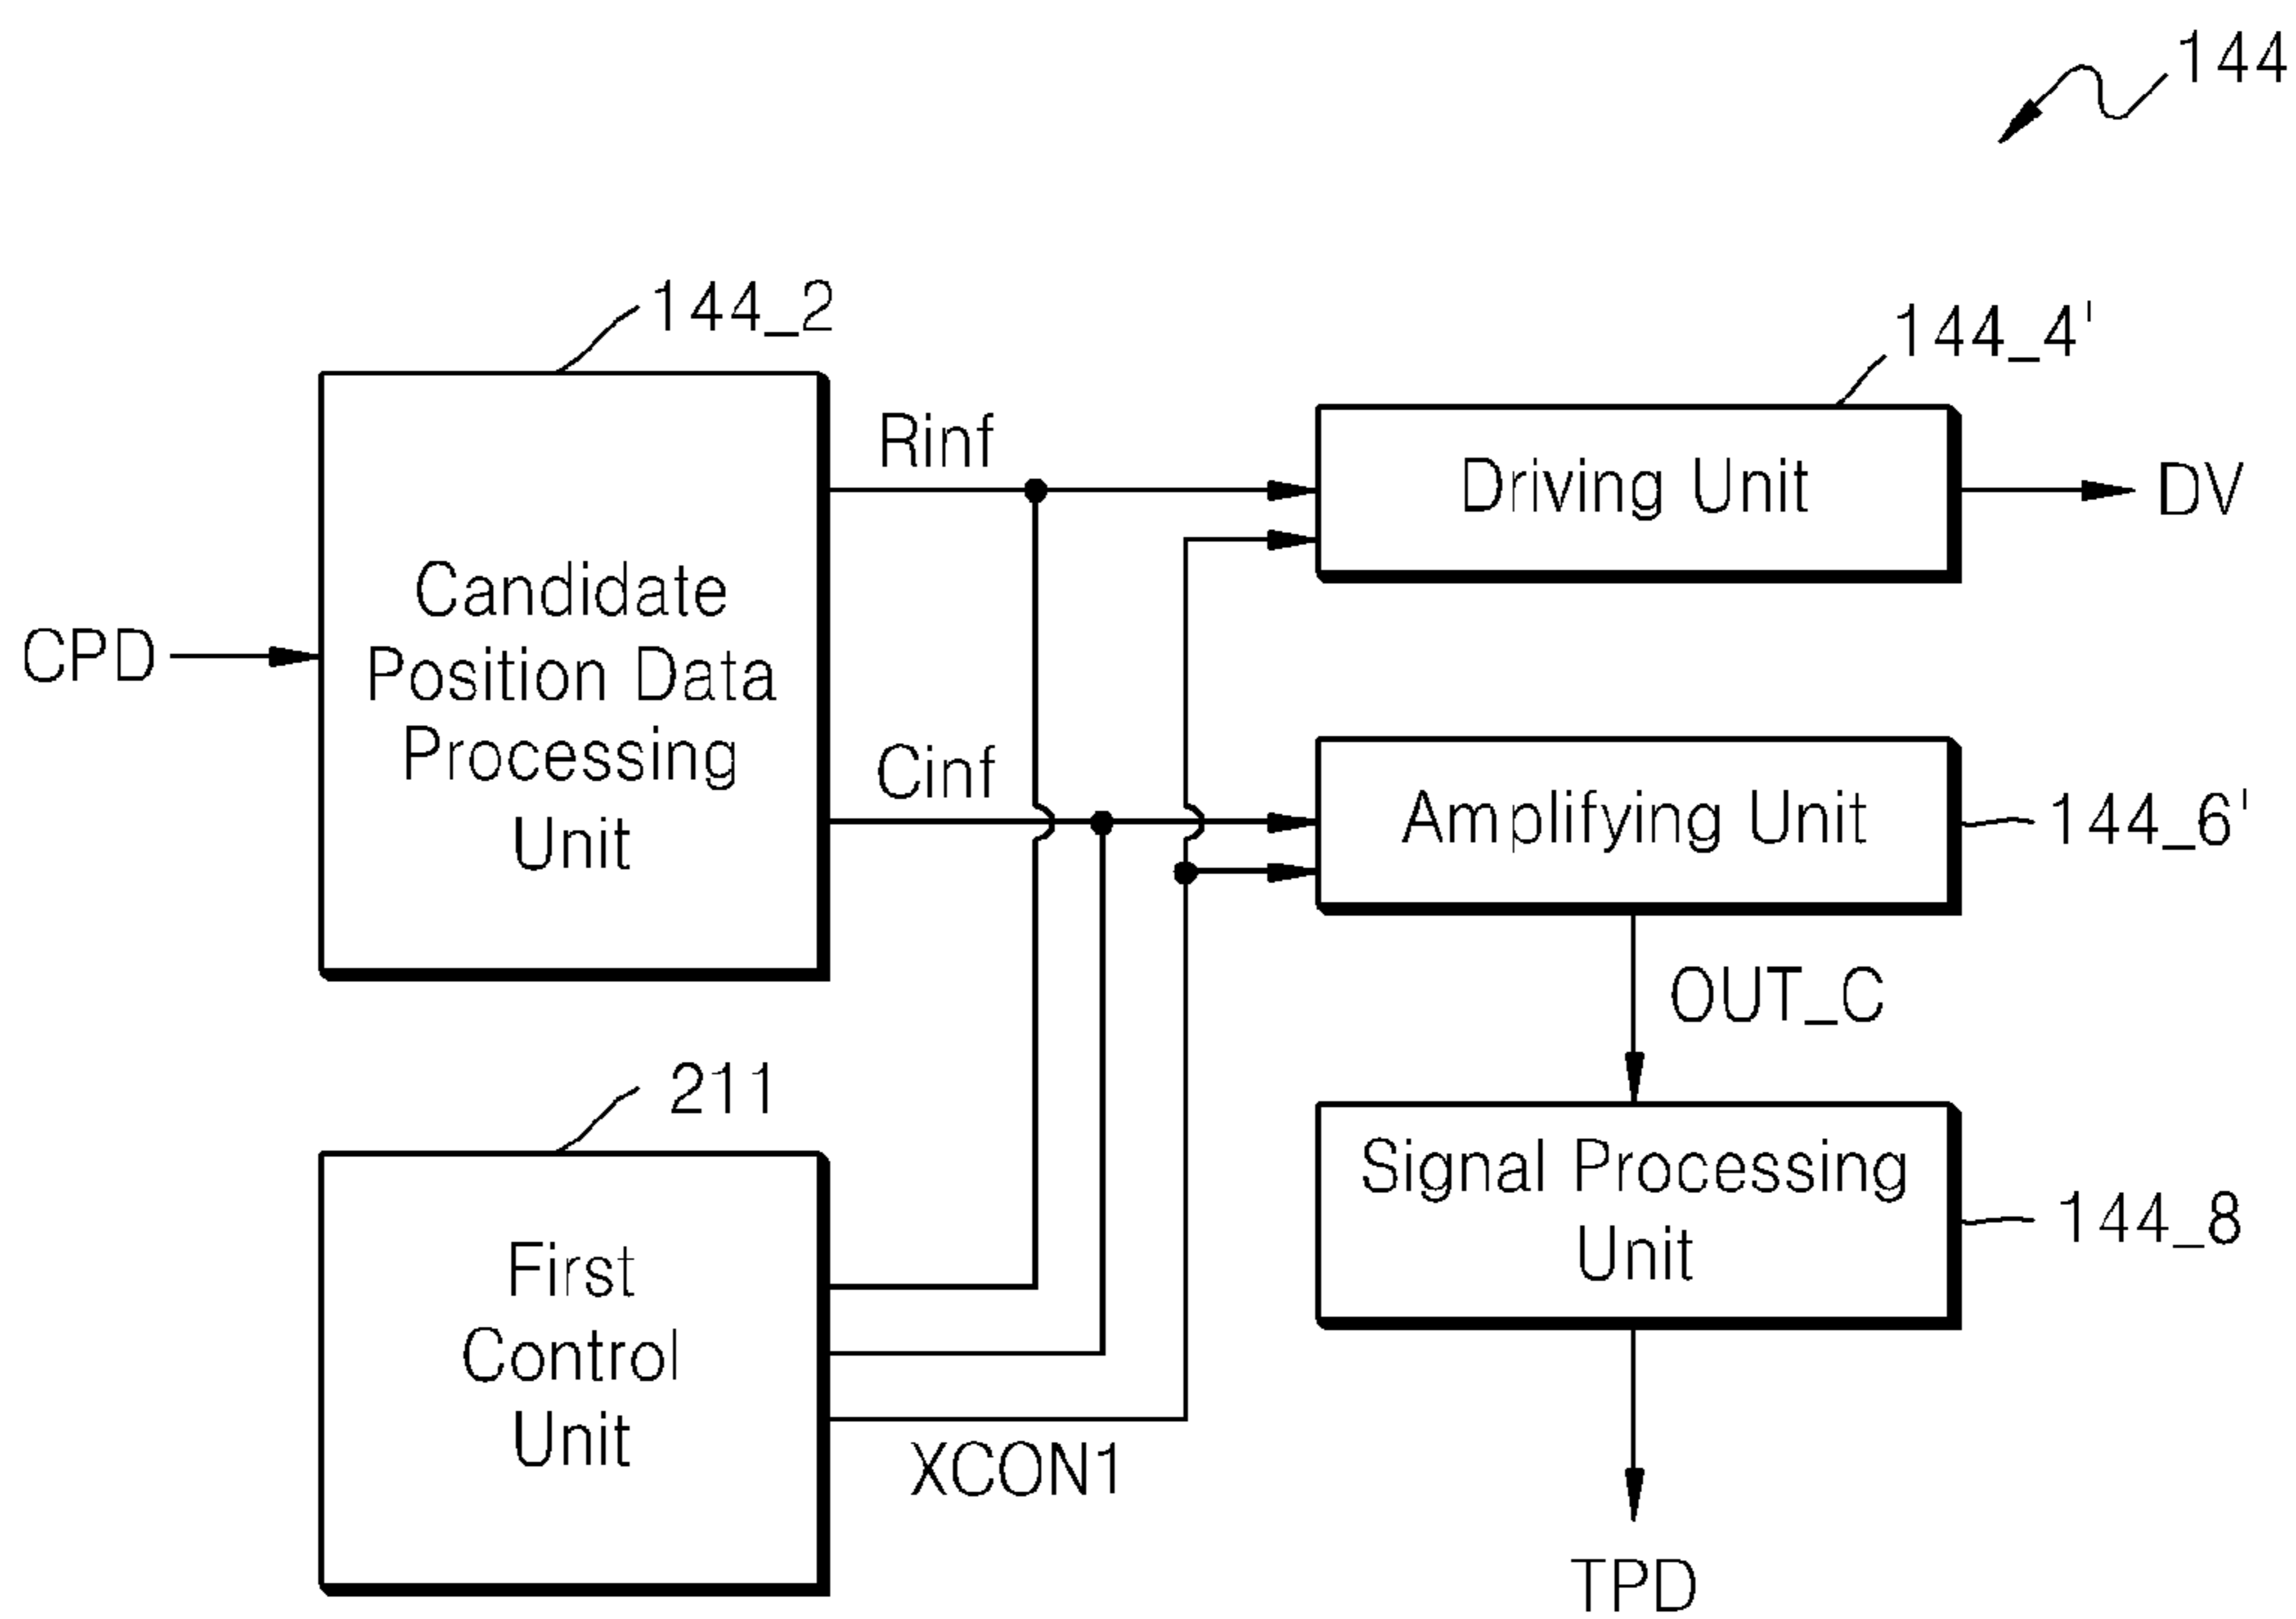 144
144_2
144_4'
Rinf
Driving Unit
DV
Candidate
Position Data
Processing
Unit
CPD
Cinf
Amplifying Unit
144_6'
OUT_C
211
Signal Processing
Unit
144_8
First
Control
Unit
XCON1
TPD